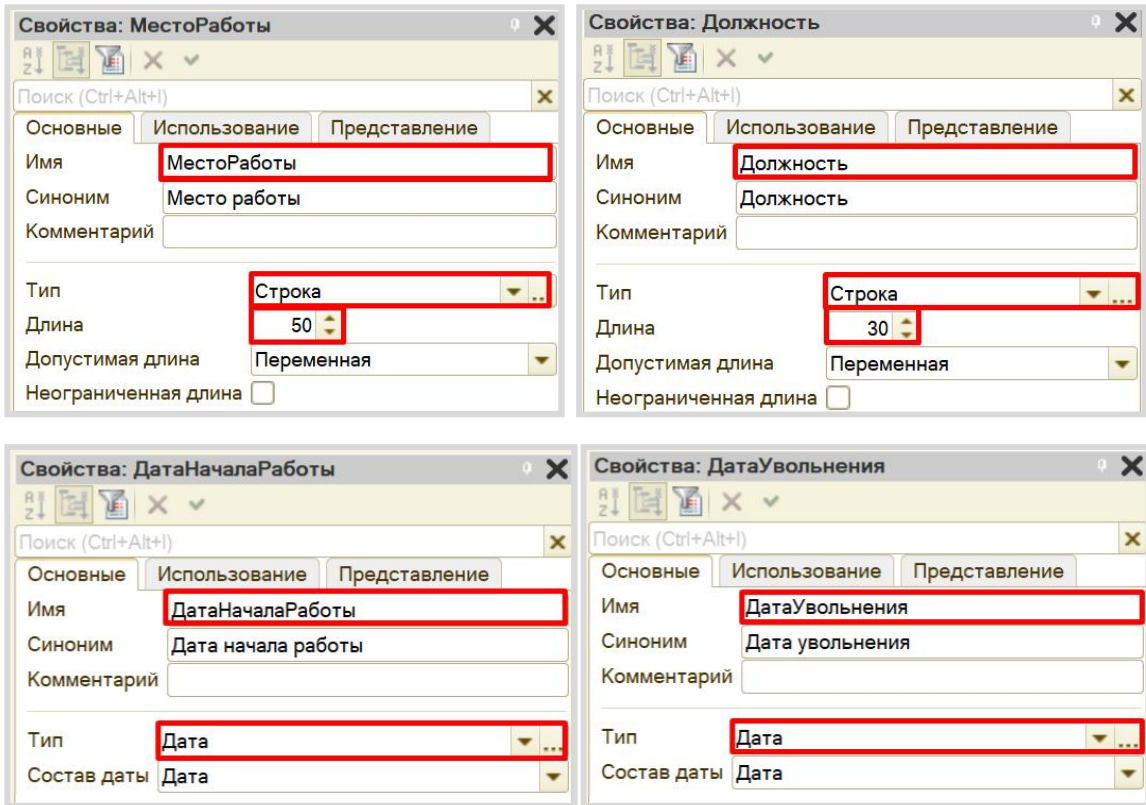 Свойства: МестоРаботы
Поиск (Ctrl+Alt+I)
Основные Использование Представление
Имя МестоРаботы
Синоним Место работы
Комментарий
Тип Строка ...
Длина 50
Допустимая длина Переменная
Неограниченная длина
Свойства: Должность
Поиск (Ctrl+Alt+I)
Основные Использование Представление
Имя Должность
Синоним Должность
Комментарий
Тип Строка ...
Длина 30
Допустимая длина Переменная
Неограниченная длина
Свойства: ДатаНачалаРаботы
Поиск (Ctrl+Alt+I)
Основные Использование Представление
Имя ДатаНачалаРаботы
Синоним Дата начала работы
Комментарий
Тип Дата ...
Состав даты Дата
Свойства: ДатаУвольнения
Поиск (Ctrl+Alt+I)
Основные Использование Представление
Имя ДатаУвольнения
Синоним Дата увольнения
Комментарий
Тип Дата ...
Состав даты Дата